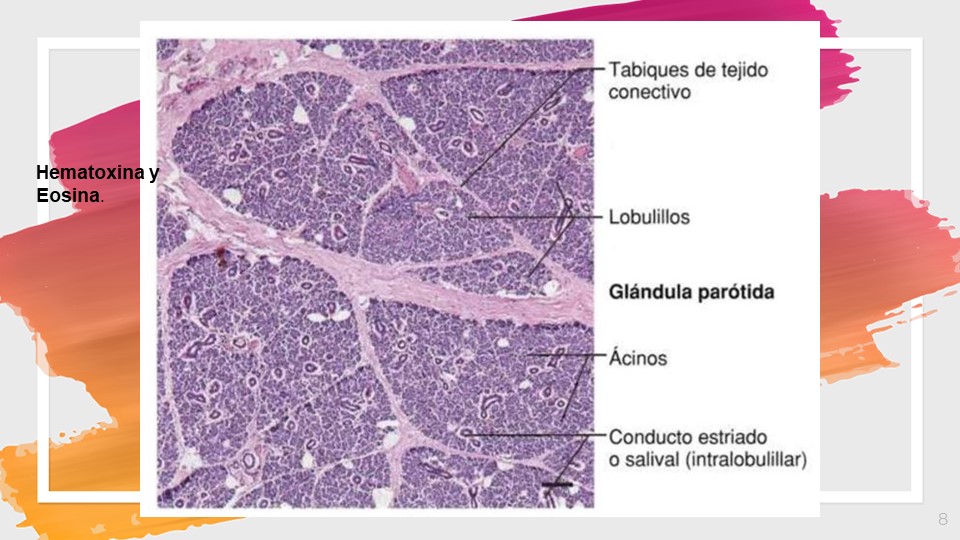 Hematoxina y
Eosina.
Tabiques de tejido
conectivo
Lobulillos
Glándula parótida
Ácinos
Conducto estriado
o salival (intralobulillar)
8